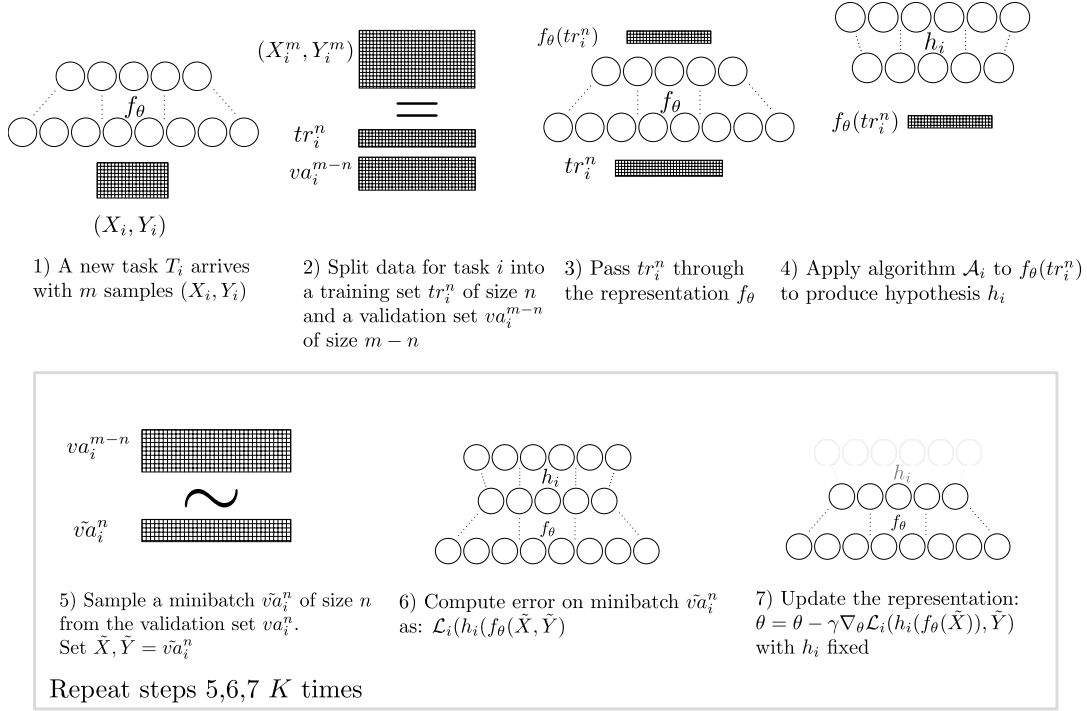 f_θ
(X_i, Y_i)
1) A new task T_i arrives
with m samples (X_i, Y_i)
(X_i^m, Y_i^m)
tr_i^n
va_i^{m−n}
2) Split data for task i into
a training set tr_i^n of size n
and a validation set va_i^{m−n}
of size m − n
f_θ(tr_i^n)
f_θ
tr_i^n
3) Pass tr_i^n through
the representation f_θ
h_i
f_θ(tr_i^n)
4) Apply algorithm 𝒜_i to f_θ(tr_i^n)
to produce hypothesis h_i
va_i^{m−n}
~
ṽa_i^n
5) Sample a minibatch ṽa_i^n of size n
from the validation set va_i^n.
Set X̃, Ỹ = ṽa_i^n
h_i
f_θ
6) Compute error on minibatch ṽa_i^n
as: ℒ_i(h_i(f_θ(X̃, Ỹ)
h_i
f_θ
7) Update the representation:
θ = θ − γ∇_θℒ_i(h_i(f_θ(X̃)), Ỹ)
with h_i fixed
Repeat steps 5,6,7 K times